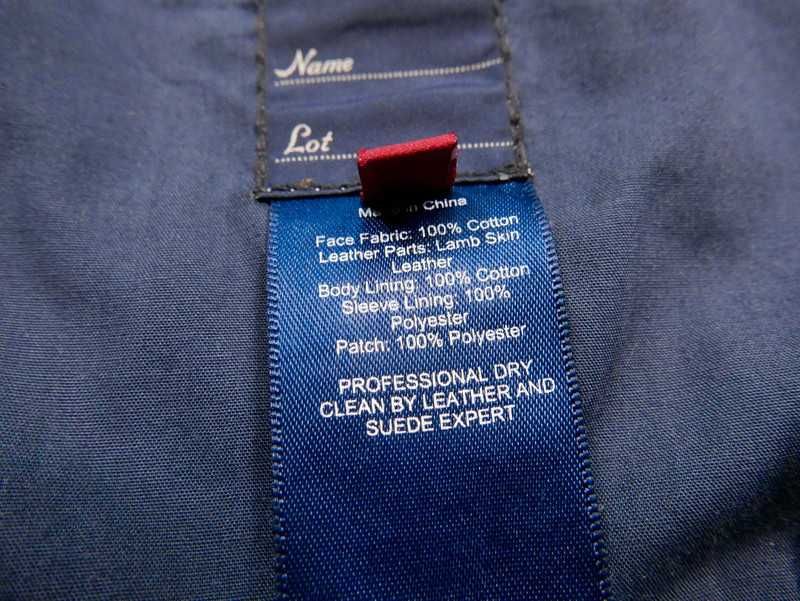 Name
Lot
Made in China
Face Fabric: 100% Cotton
Leather Parts: Lamb Skin
Leather
Body Lining: 100% Cotton
Sleeve Lining: 100%
Polyester
Patch: 100% Polyester
PROFESSIONAL DRY
CLEAN BY LEATHER AND
SUEDE EXPERT